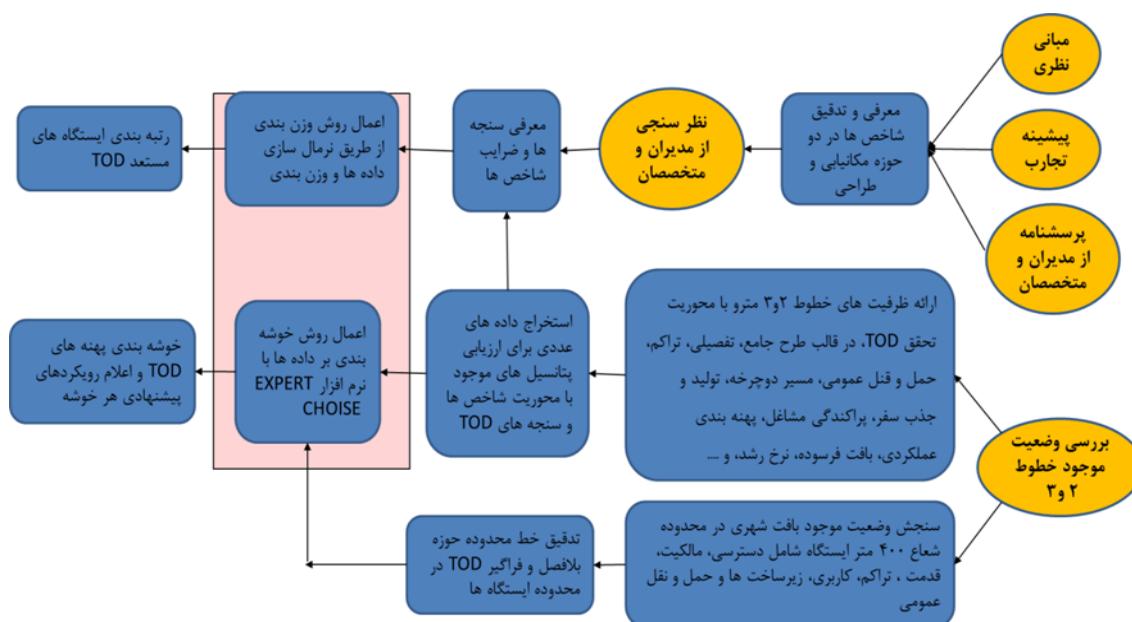 مبانی
نظری
پیشینه
تجارب
پرسشنامه
از مدیران و
متخصصان
معرفی و تدقیق
شاخص ها در دو
حوزه مکانیابی و
طراحی
نظر سنجی
از مدیران و
متخصصان
معرفی سنجه
ها و ضرایب
شاخص ها
اعمال روش وزن بندی
از طریق نرمال سازی
داده ها و وزن بندی
رتبه بندی ایستگاه های
مستعد TOD
بررسی وضعیت
موجود خطوط
۲ و۳
ارائه ظرفیت های خطوط ۲و۳ مترو با محوریت
تحقق TOD، در قالب طرح جامع، تفصیلی، تراکم،
حمل و قنل عمومی، مسیر دوچرخه، تولید و
جذب سفر، پراکندگی مشاغل، پهنه بندی
عملکردی، بافت فرسوده، نرخ رشد، و ....
استخراج داده های
عددی برای ارزیابی
پتانسیل های موجود
با محوریت شاخص ها
و سنجه های TOD
اعمال روش خوشه
بندی بر داده ها با
نرم افزار EXPERT
CHOISE
خوشه بندی پهنه های
TOD و اعلام رویکردهای
پیشنهادی هر خوشه
سنجش وضعیت موجود بافت شهری در محدوده
شعاع ۴۰۰ متر ایستگاه شامل دسترسی، مالکیت،
قدمت ، تراکم، کاربری، زیرساخت ها و حمل و نقل
عمومی
تدقیق خط محدوده حوزه
بلافصل و فراگیر TOD در
محدوده ایستگاه ها